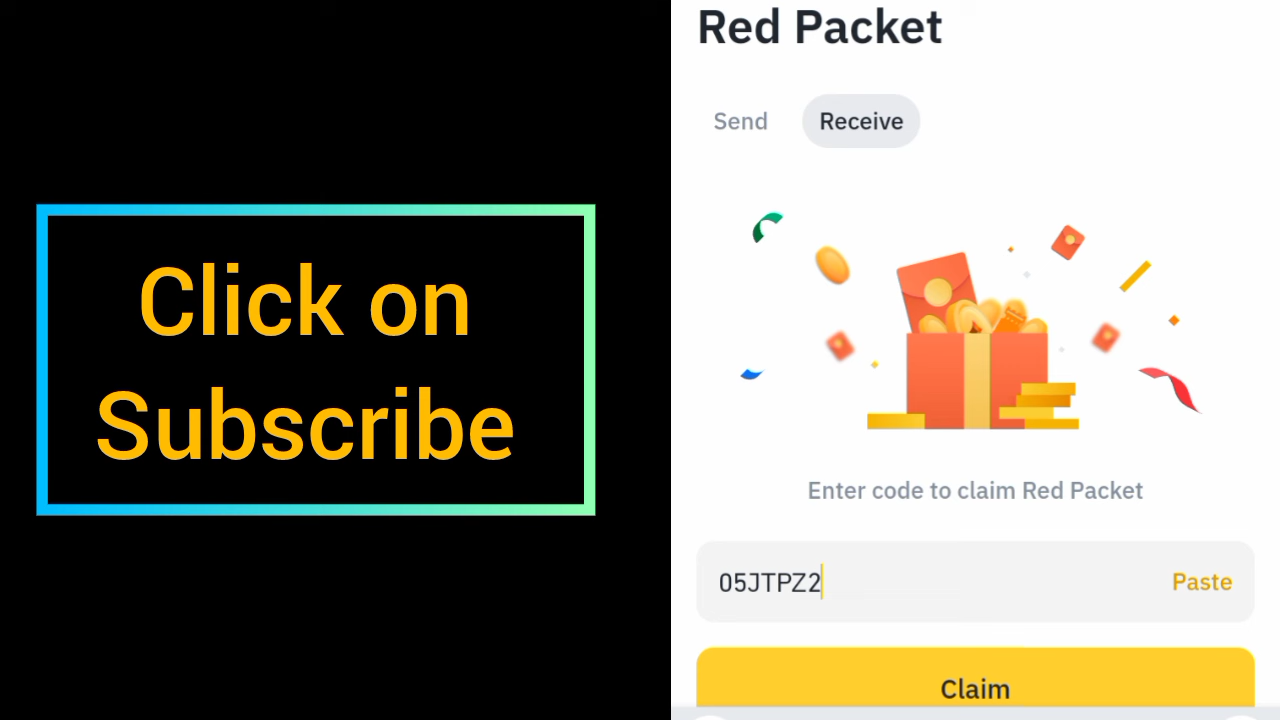 Click on
Subscribe
Red Packet
Send
Receive
Enter code to claim Red Packet
05JTPZ2
Paste
Claim